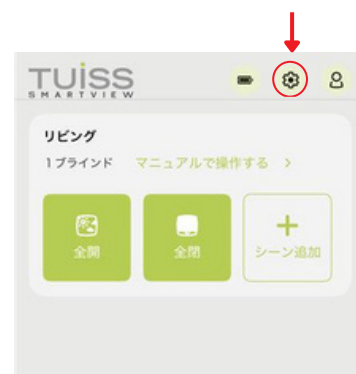 TUiSS
SMARTVIEW
リビング
1ブラインド マニュアルで操作する >
全開
全閉
シーン追加